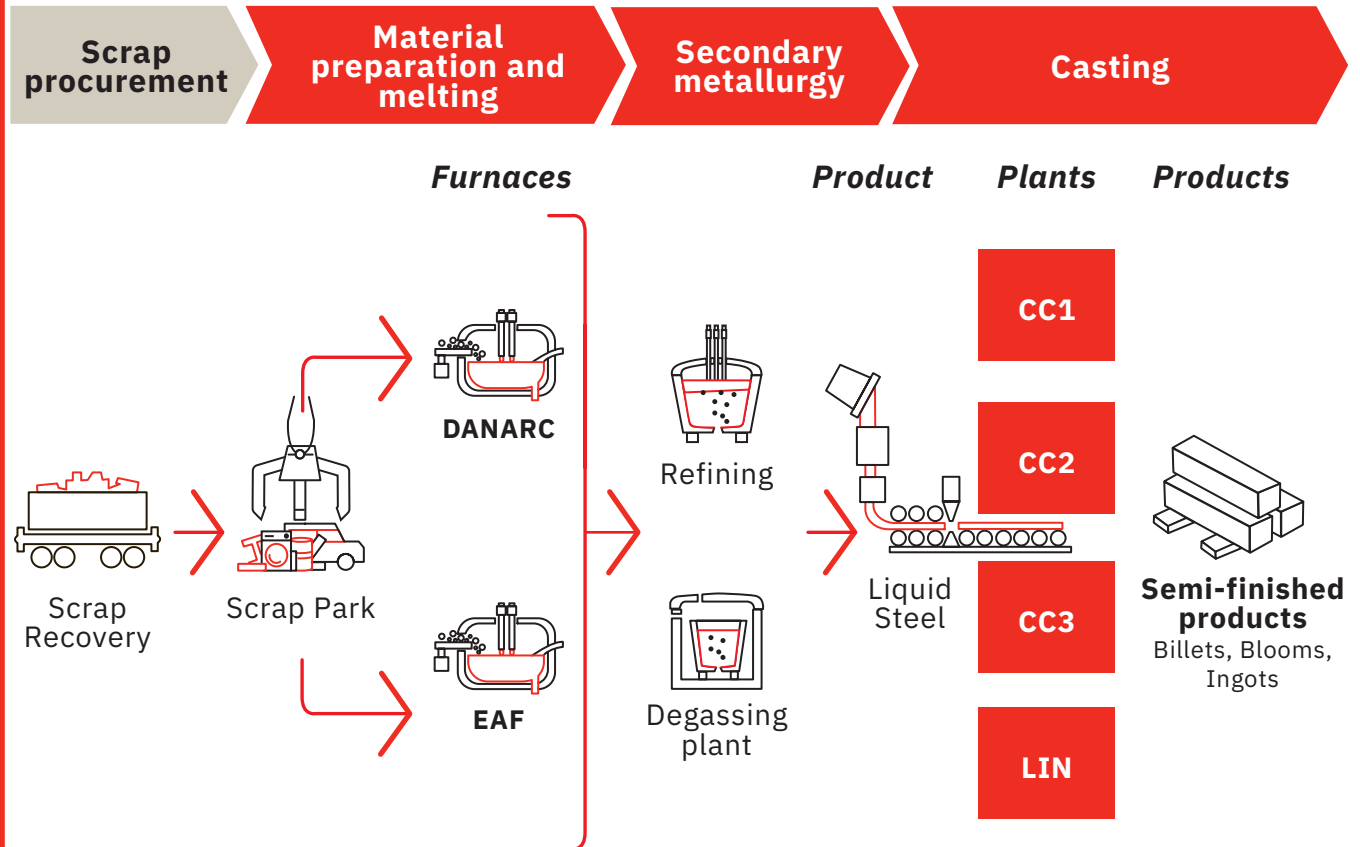 Scrap
procurement
Material
preparation and
melting
Secondary
metallurgy
Casting
Furnaces
Product
Plants
Products
DANARC
EAF
Scrap
Recovery
Scrap Park
Refining
Degassing
plant
Liquid
Steel
CC1
CC2
CC3
LIN
Semi-finished
products
Billets, Blooms,
Ingots